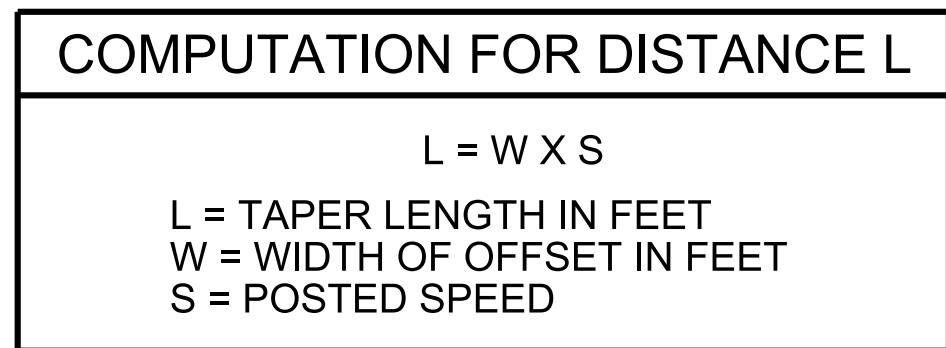 COMPUTATION FOR DISTANCE L
L = W X S
L = TAPER LENGTH IN FEET
W = WIDTH OF OFFSET IN FEET
S = POSTED SPEED